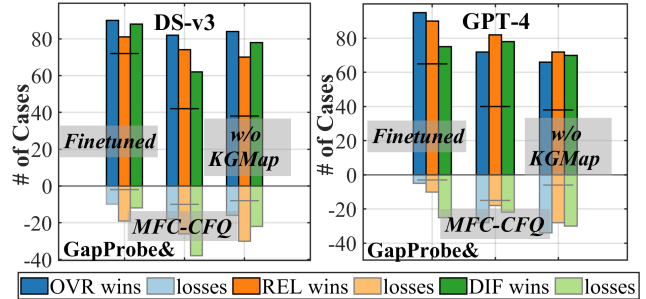 DS-v3
GPT-4
# of Cases
80
60
40
20
0
-20
-40
Finetuned
w/o
KGMap
MFC-CFQ
GapProbe&
# of Cases
80
60
40
20
0
-20
-40
Finetuned
w/o
KGMap
MFC-CFQ
GapProbe&
OVR wins losses REL wins losses DIF wins losses